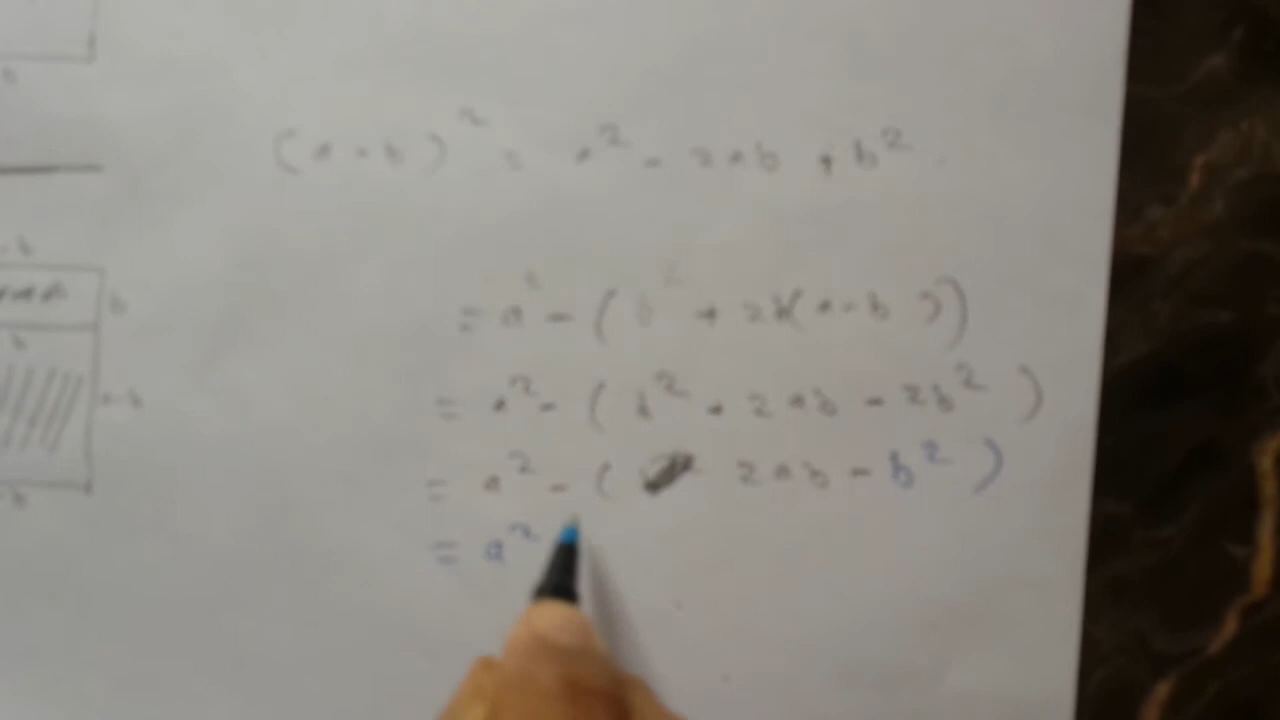 (a - b)² = a² - 2ab + b²
= a² - (b² + 2b(a-b))
= a² - (b² + 2ab - 2b²)
= a² - ( 2ab - b²)
= a²
b
a-b